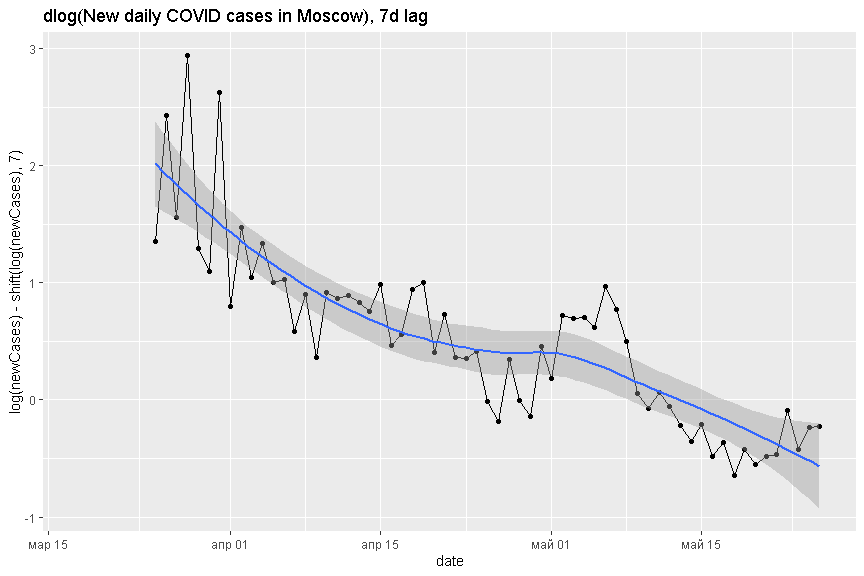 dlog(New daily COVID cases in Moscow), 7d lag
log(newCases) - shift(log(newCases), 7)
3
2
1
0
-1
мар 15 апр 01 апр 15 май 01 май 15
date